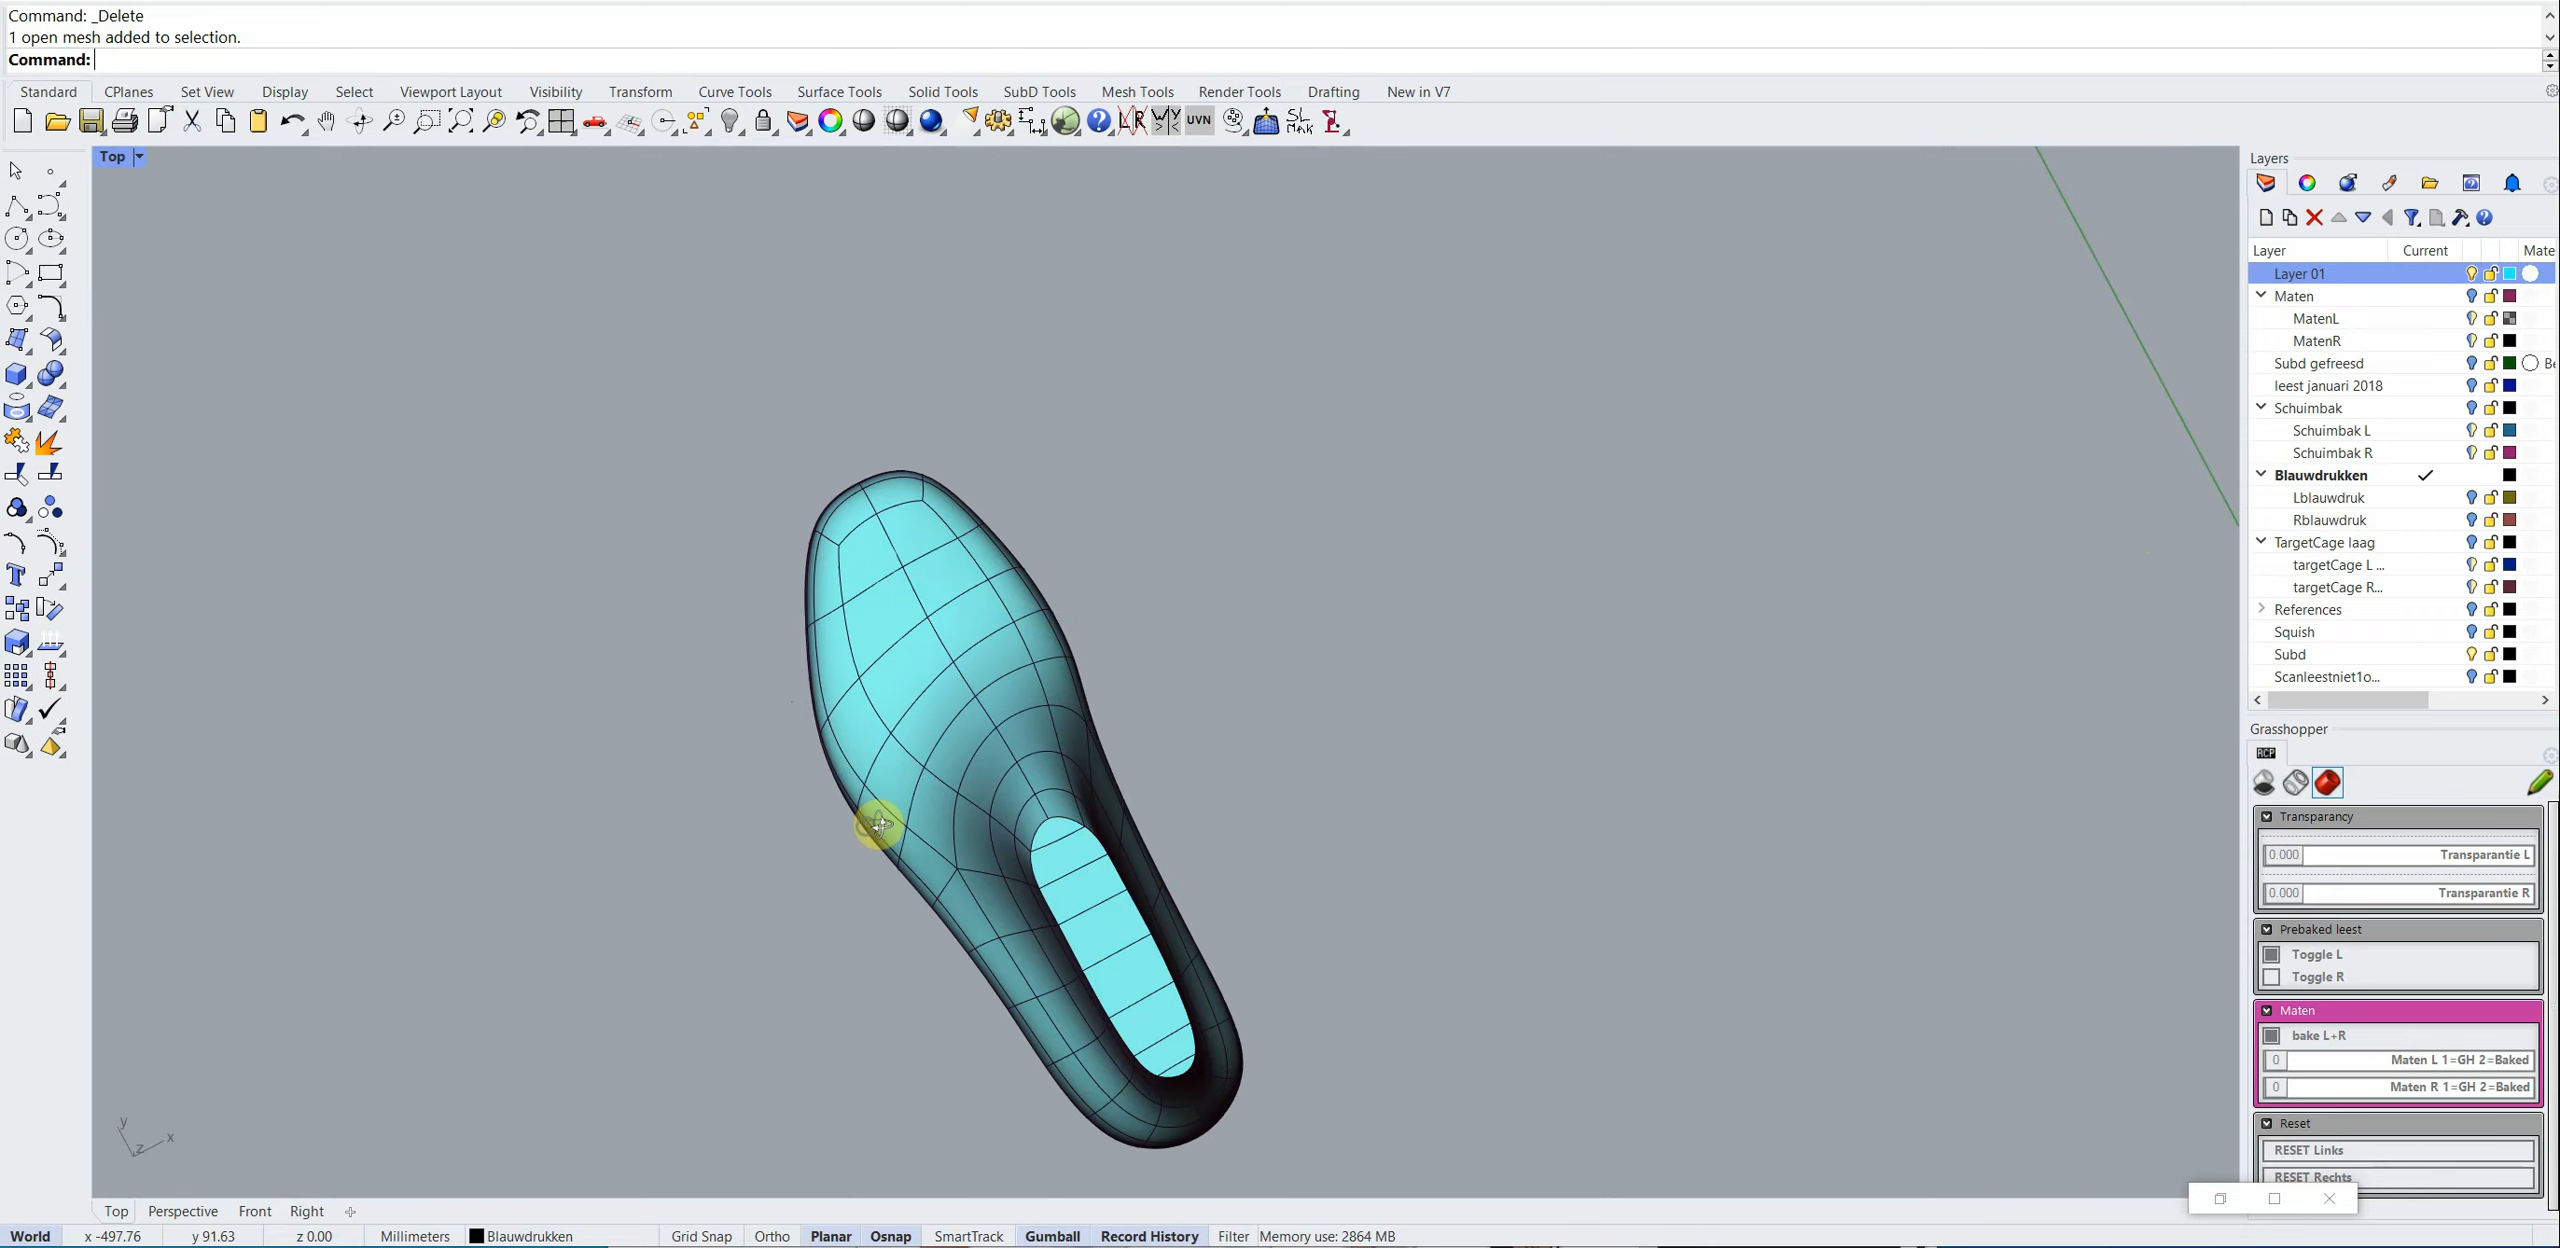 Command: _Delete
1 open mesh added to selection.
Command:
Standard CPlanes Set View Display Select Viewport Layout Visibility Transform Curve Tools Surface Tools Solid Tools SubD Tools Mesh Tools Render Tools Drafting New in V7
UVN SL MAK
Top
Layers
Layer Current Mate
Layer 01
Maten
MatenL
MatenR
Subd gefreesd Be
leest januari 2018
Schuimbak
Schuimbak L
Schuimbak R
Blauwdrukken
Lblauwdruk
Rblauwdruk
TargetCage laag
targetCage L ...
targetCage R...
References
Squish
Subd
Scanleestniet1o...
Grasshopper
RCP
Transparancy
0.000 Transparantie L
0.000 Transparantie R
Prebaked leest
Toggle L
Toggle R
Maten
bake L+R
0 Maten L 1=GH 2=Baked
0 Maten R 1=GH 2=Baked
Reset
RESET Links
RESET Rechts
y
z x
Top Perspective Front Right
World x -497.76 y 91.63 z 0.00 Millimeters Blauwdrukken Grid Snap Ortho Planar Osnap SmartTrack Gumball Record History Filter Memory use: 2864 MB